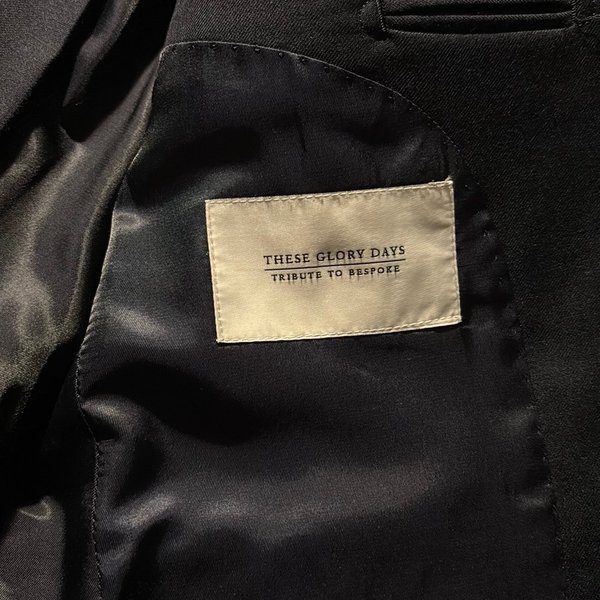 THESE GLORY DAYS
TRIBUTE TO BESPOKE